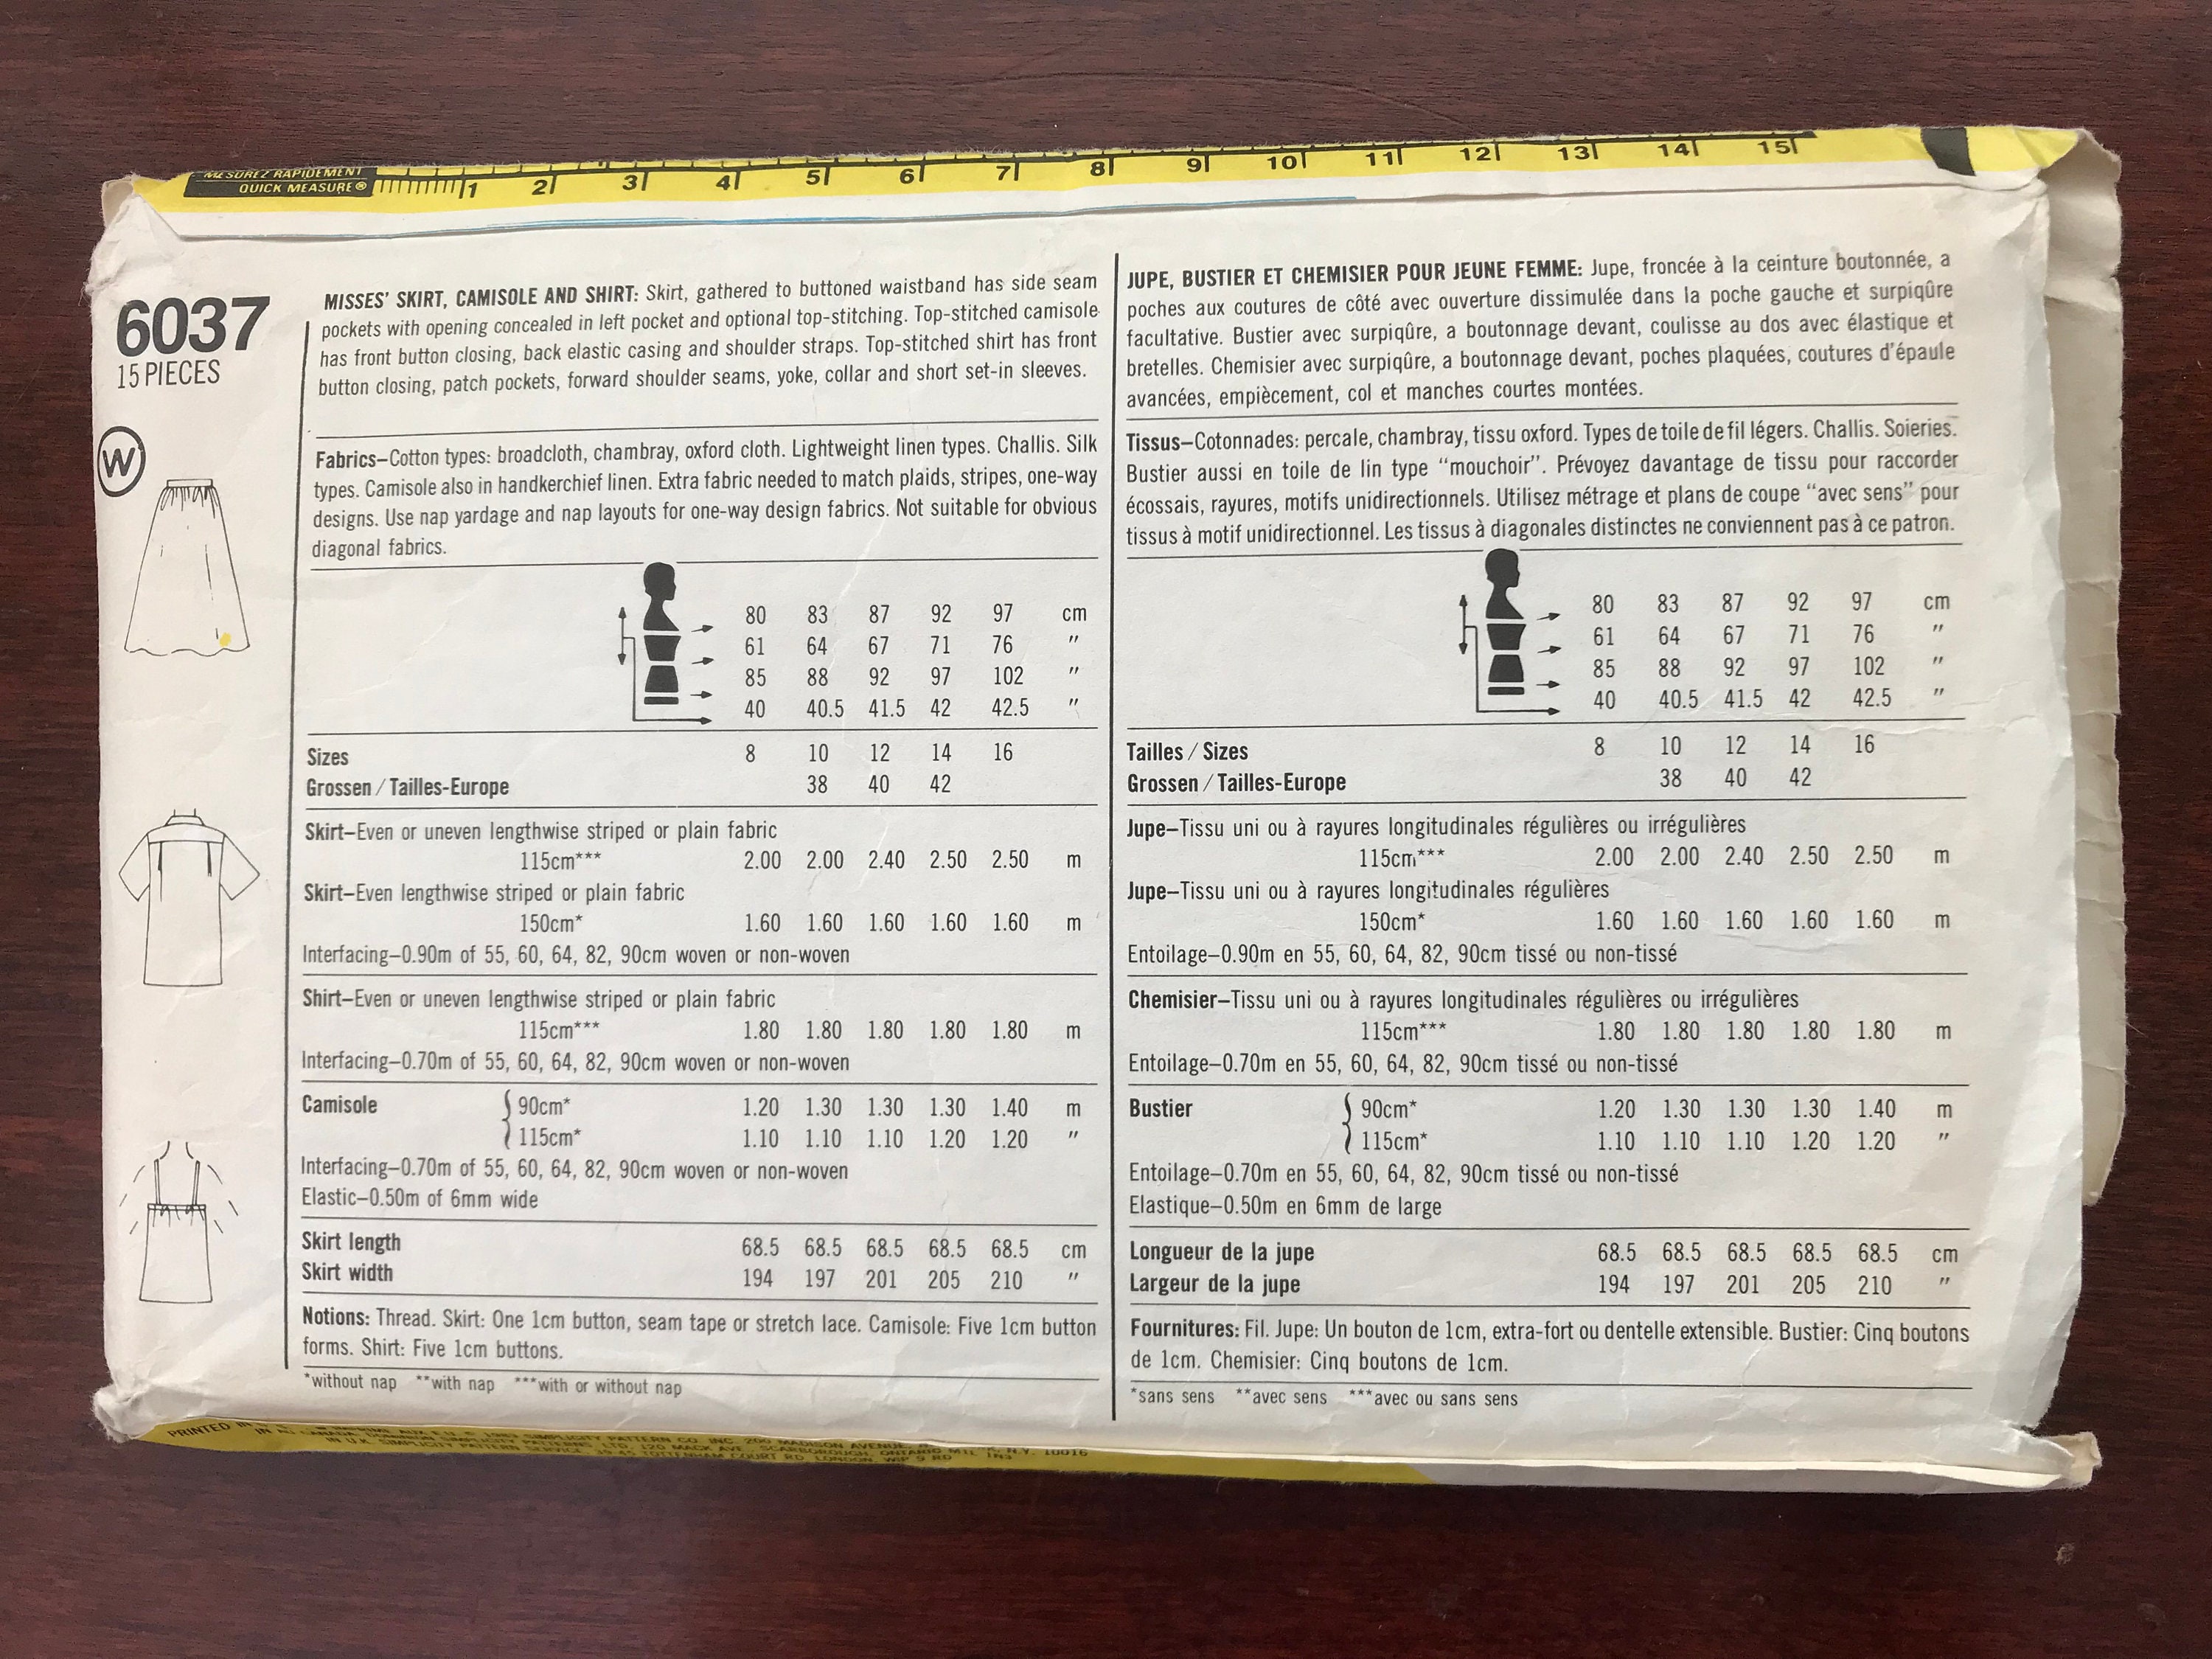 MESUREZ RAPIDEMENT
QUICK MEASURE®
1 2 3 4 5 6 7 8 9 10 11 12 13 14 15
6037
15 PIECES
W
MISSES' SKIRT, CAMISOLE AND SHIRT: Skirt, gathered to buttoned waistband has side seam
pockets with opening concealed in left pocket and optional top-stitching. Top-stitched camisole
has front button closing, back elastic casing and shoulder straps. Top-stitched shirt has front
button closing, patch pockets, forward shoulder seams, yoke, collar and short set-in sleeves.
Fabrics–Cotton types: broadcloth, chambray, oxford cloth. Lightweight linen types. Challis. Silk
types. Camisole also in handkerchief linen. Extra fabric needed to match plaids, stripes, one-way
designs. Use nap yardage and nap layouts for one-way design fabrics. Not suitable for obvious
diagonal fabrics.
80 83 87 92 97 cm
61 64 67 71 76 "
85 88 92 97 102 "
40 40.5 41.5 42 42.5 "
Sizes 8 10 12 14 16
Grossen / Tailles-Europe 38 40 42
Skirt–Even or uneven lengthwise striped or plain fabric
115cm*** 2.00 2.00 2.40 2.50 2.50 m
Skirt–Even lengthwise striped or plain fabric
150cm* 1.60 1.60 1.60 1.60 1.60 m
Interfacing–0.90m of 55, 60, 64, 82, 90cm woven or non-woven
Shirt–Even or uneven lengthwise striped or plain fabric
115cm*** 1.80 1.80 1.80 1.80 1.80 m
Interfacing–0.70m of 55, 60, 64, 82, 90cm woven or non-woven
Camisole 90cm* 1.20 1.30 1.30 1.30 1.40 m
115cm* 1.10 1.10 1.10 1.20 1.20 "
Interfacing–0.70m of 55, 60, 64, 82, 90cm woven or non-woven
Elastic–0.50m of 6mm wide
Skirt length 68.5 68.5 68.5 68.5 68.5 cm
Skirt width 194 197 201 205 210 "
Notions: Thread. Skirt: One 1cm button, seam tape or stretch lace. Camisole: Five 1cm button
forms. Shirt: Five 1cm buttons.
*without nap **with nap ***with or without nap
JUPE, BUSTIER ET CHEMISIER POUR JEUNE FEMME: Jupe, froncée à la ceinture boutonnée, a
poches aux coutures de côté avec ouverture dissimulée dans la poche gauche et surpiqûre
facultative. Bustier avec surpiqûre, a boutonnage devant, coulisse au dos avec élastique et
bretelles. Chemisier avec surpiqûre, a boutonnage devant, poches plaquées, coutures d'épaule
avancées, empiècement, col et manches courtes montées.
Tissus–Cotonnades: percale, chambray, tissu oxford. Types de toile de fil légers. Challis. Soieries.
Bustier aussi en toile de lin type "mouchoir". Prévoyez davantage de tissu pour raccorder
écossais, rayures, motifs unidirectionnels. Utilisez métrage et plans de coupe "avec sens" pour
tissus à motif unidirectionnel. Les tissus à diagonales distinctes ne conviennent pas à ce patron.
80 83 87 92 97 cm
61 64 67 71 76 "
85 88 92 97 102 "
40 40.5 41.5 42 42.5 "
Tailles / Sizes 8 10 12 14 16
Grossen / Tailles-Europe 38 40 42
Jupe–Tissu uni ou à rayures longitudinales régulières ou irrégulières
115cm*** 2.00 2.00 2.40 2.50 2.50 m
Jupe–Tissu uni ou à rayures longitudinales régulières
150cm* 1.60 1.60 1.60 1.60 1.60 m
Entoilage–0.90m en 55, 60, 64, 82, 90cm tissé ou non-tissé
Chemisier–Tissu uni ou à rayures longitudinales régulières ou irrégulières
115cm*** 1.80 1.80 1.80 1.80 1.80 m
Entoilage–0.70m en 55, 60, 64, 82, 90cm tissé ou non-tissé
Bustier 90cm* 1.20 1.30 1.30 1.30 1.40 m
115cm* 1.10 1.10 1.10 1.20 1.20 "
Entoilage–0.70m en 55, 60, 64, 82, 90cm tissé ou non-tissé
Elastique–0.50m en 6mm de large
Longueur de la jupe 68.5 68.5 68.5 68.5 68.5 cm
Largeur de la jupe 194 197 201 205 210 "
Fournitures: Fil. Jupe: Un bouton de 1cm, extra-fort ou dentelle extensible. Bustier: Cinq boutons
de 1cm. Chemisier: Cinq boutons de 1cm.
*sans sens **avec sens ***avec ou sans sens
PRINTED IN SIMPLICITY PATTERN CO. INC. 200 MADISON AVENUE, N.Y. 10016
IN CANADA, DOMINION SIMPLICITY PATTERNS LTD, 120 MACK AVE, SCARBOROUGH, ONTARIO
IN U.K. SIMPLICITY PATTERN TOTTENHAM COURT RD, LONDON,